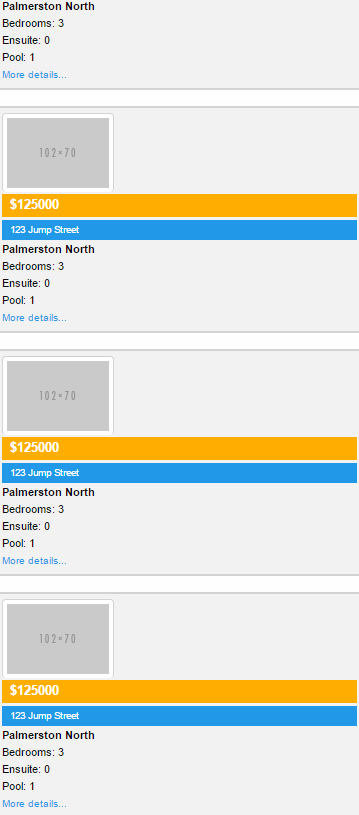 Palmerston North
Bedrooms: 3
Ensuite: 0
Pool: 1
More details...
102×70
$125000
123 Jump Street
Palmerston North
Bedrooms: 3
Ensuite: 0
Pool: 1
More details...
102×70
$125000
123 Jump Street
Palmerston North
Bedrooms: 3
Ensuite: 0
Pool: 1
More details...
102×70
$125000
123 Jump Street
Palmerston North
Bedrooms: 3
Ensuite: 0
Pool: 1
More details...